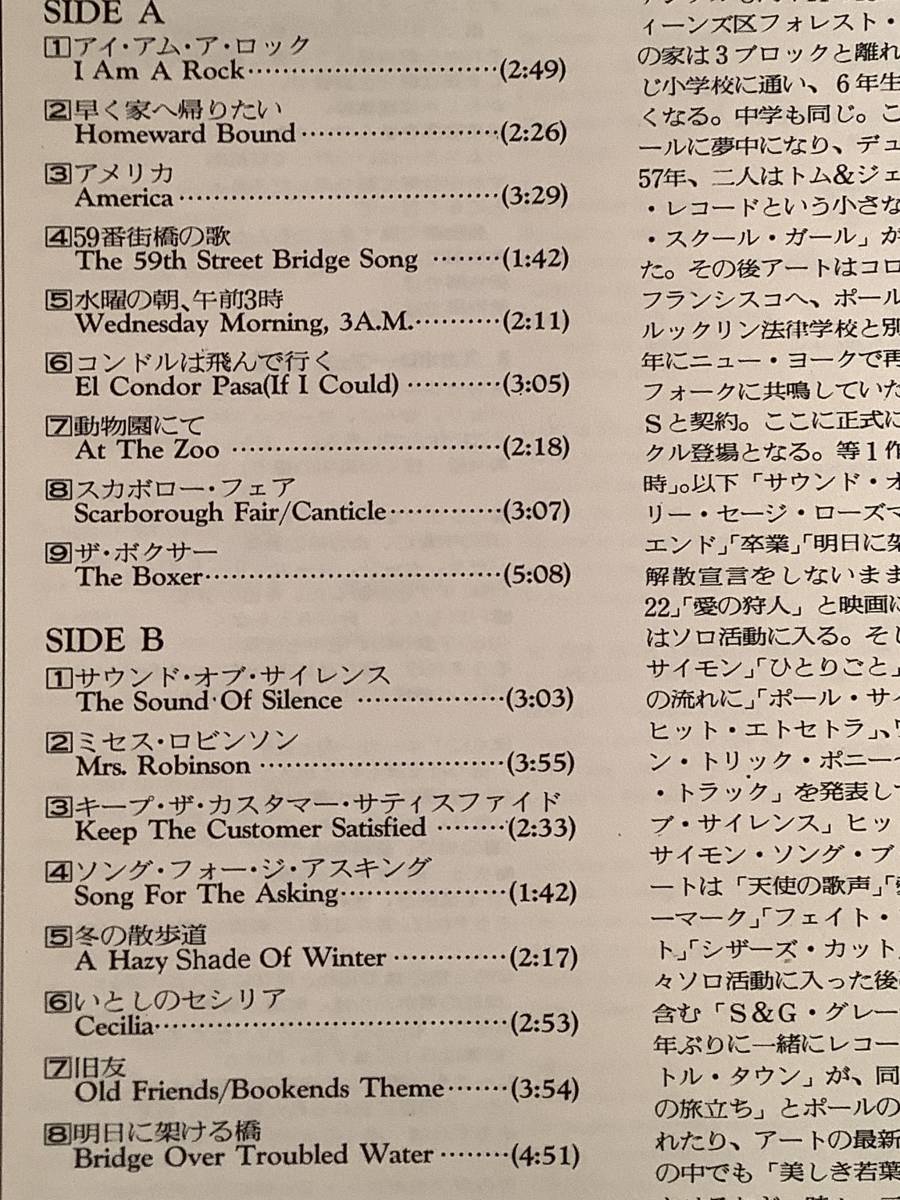 SIDE A
1 アイ・アム・ア・ロック
I Am A Rock································(2:49)
2 早く家へ帰りたい
Homeward Bound·························(2:26)
3 アメリカ
America·········································(3:29)
4 59番街橋の歌
The 59th Street Bridge Song ········(1:42)
5 水曜の朝、午前3時
Wednesday Morning, 3A.M.···········(2:11)
6 コンドルは飛んで行く
El Condor Pasa(If I Could) ···········(3:05)
7 動物園にて
At The Zoo ··································(2:18)
8 スカボロー・フェア
Scarborough Fair/Canticle··············(3:07)
9 ザ・ボクサー
The Boxer·····································(5:08)
SIDE B
1 サウンド・オブ・サイレンス
The Sound Of Silence ··················(3:03)
2 ミセス・ロビンソン
Mrs. Robinson ······························(3:55)
3 キープ・ザ・カスタマー・サティスファイド
Keep The Customer Satisfied ········(2:33)
4 ソング・フォー・ジ・アスキング
Song For The Asking·····················(1:42)
5 冬の散歩道
A Hazy Shade Of Winter ··············(2:17)
6 いとしのセシリア
Cecilia············································(2:53)
7 旧友
Old Friends/Bookends Theme·······(3:54)
8 明日に架ける橋
Bridge Over Troubled Water ········(4:51)
ィーンズ区フォレスト・
の家は3ブロックと離れ
じ小学校に通い、6年生
くなる。中学も同じ。こ
ールに夢中になり、デュ
57年、二人はトム&ジェ
・レコードという小さな
・スクール・ガール」が
た。その後アートはコロ
フランシスコへ、ポール
ルックリン法律学校と別
年にニュー・ヨークで再
フォークに共鳴していた
Sと契約。ここに正式に
クル登場となる。等1作
時」。以下「サウンド・オ
リー・セージ・ローズマ
エンド」「卒業」「明日に架
解散宣言をしないまま
22」「愛の狩人」と映画に
はソロ活動に入る。そし
サイモン」「ひとりごと」
の流れに」「ポール・サイ
ヒット・エトセトラ」、
ン・トリック・ポニー
・トラック」を発表して
ブ・サイレンス」ヒッ
サイモン・ソング・ブ
ートは「天使の歌声」「
ーマーク」「フェイト・
ト」「シザーズ・カット
々ソロ活動に入った後
含む「S&G・グレー
年ぶりに一緒にレコー
トル・タウン」が、同
の旅立ち」とポールの
れたり、アートの最新
の中でも「美しき若葉